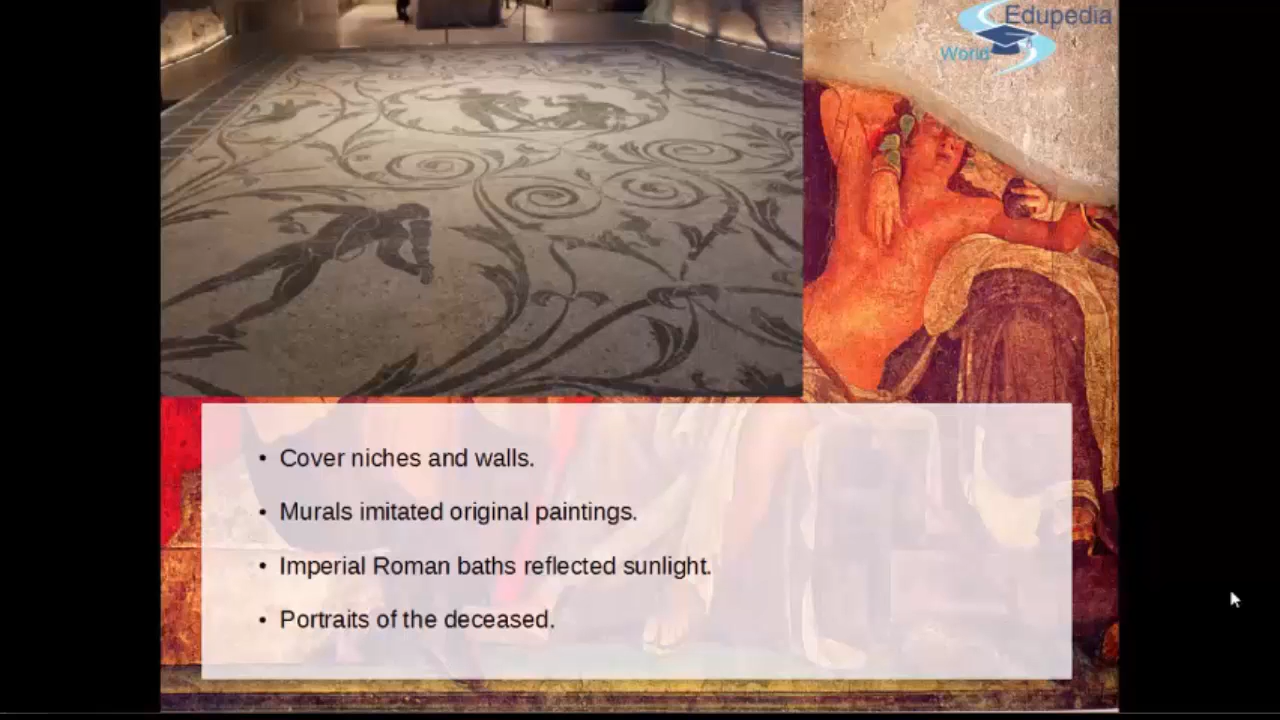 Edupedia
World
• Cover niches and walls.
• Murals imitated original paintings.
• Imperial Roman baths reflected sunlight.
• Portraits of the deceased.